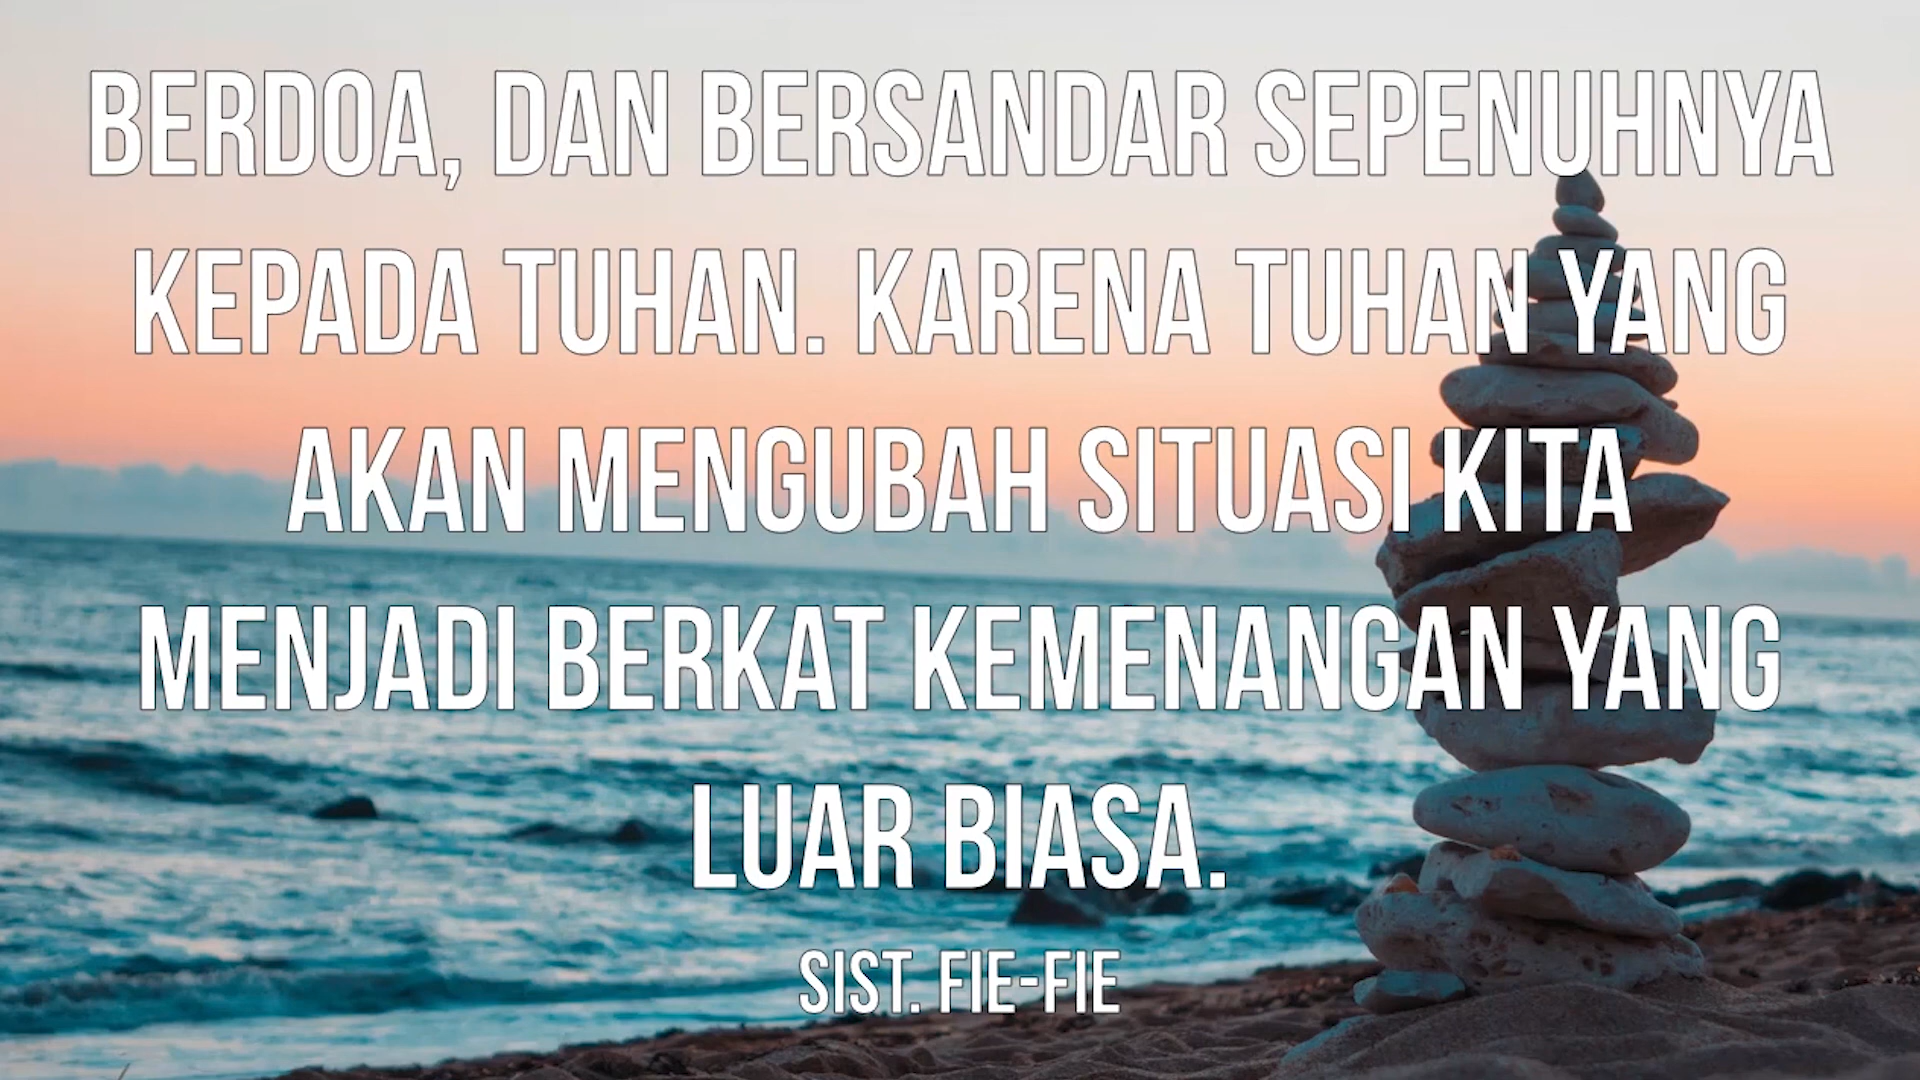 BERDOA, DAN BERSANDAR SEPENUHNYA
KEPADA TUHAN. KARENA TUHAN YANG
AKAN MENGUBAH SITUASI KITA
MENJADI BERKAT KEMENANGAN YANG
LUAR BIASA.
SIST. FIE-FIE